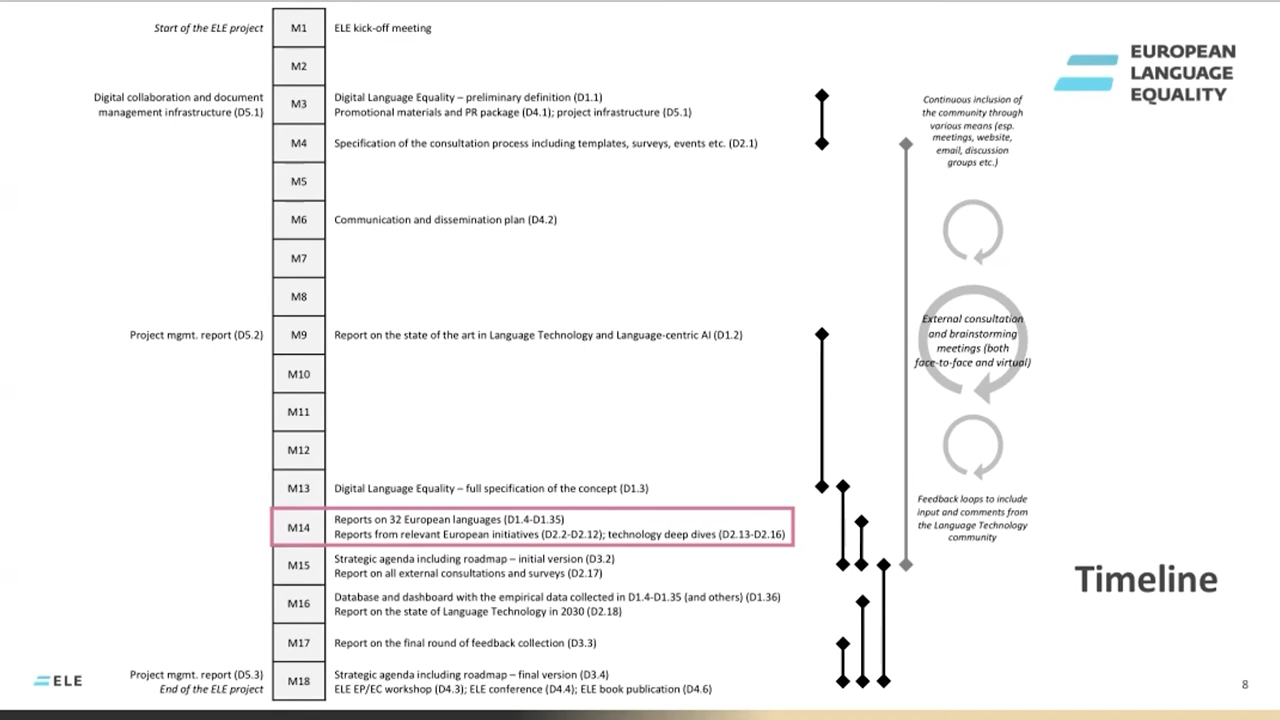 Start of the ELE project
M1
ELE kick-off meeting
M2
Digital collaboration and document
management infrastructure (D5.1)
M3
Digital Language Equality – preliminary definition (D1.1)
Promotional materials and PR package (D4.1); project infrastructure (D5.1)
M4
Specification of the consultation process including templates, surveys, events etc. (D2.1)
M5
M6
Communication and dissemination plan (D4.2)
M7
M8
Project mgmt. report (D5.2)
M9
Report on the state of the art in Language Technology and Language-centric AI (D1.2)
M10
M11
M12
M13
Digital Language Equality – full specification of the concept (D1.3)
M14
Reports on 32 European languages (D1.4-D1.35)
Reports from relevant European initiatives (D2.2-D2.12); technology deep dives (D2.13-D2.16)
M15
Strategic agenda including roadmap – initial version (D3.2)
Report on all external consultations and surveys (D2.17)
M16
Database and dashboard with the empirical data collected in D1.4-D1.35 (and others) (D1.36)
Report on the state of Language Technology in 2030 (D2.18)
M17
Report on the final round of feedback collection (D3.3)
Project mgmt. report (D5.3)
End of the ELE project
M18
Strategic agenda including roadmap – final version (D3.4)
ELE EP/EC workshop (D4.3); ELE conference (D4.4); ELE book publication (D4.6)
EUROPEAN
LANGUAGE
EQUALITY
Continuous inclusion of
the community through
various means (esp.
meetings, website,
email, discussion
groups etc.)
External consultation
and brainstorming
meetings (both
face-to-face and virtual)
Feedback loops to include
input and comments from
the Language Technology
community
Timeline
ELE
8